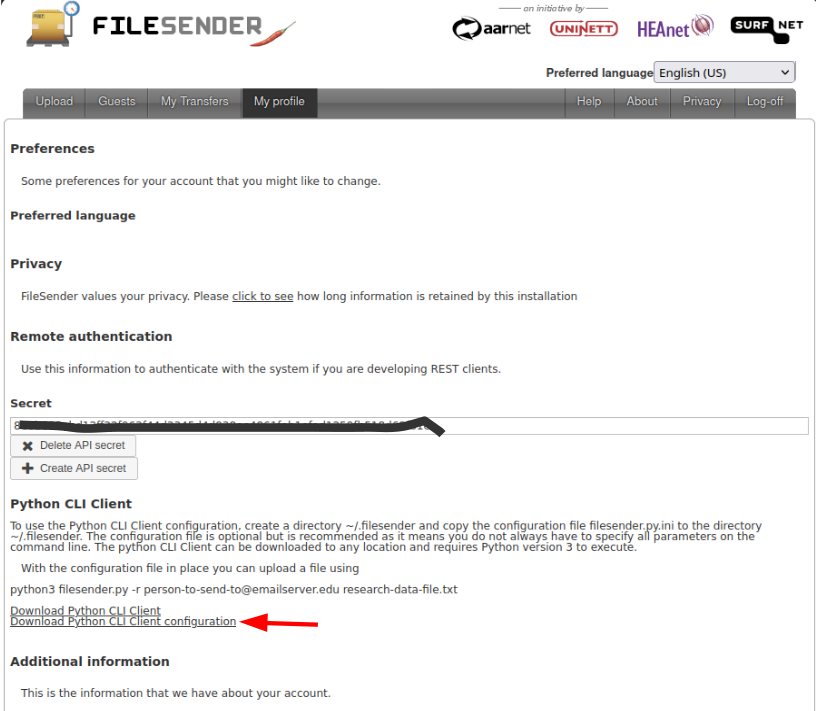 an initiative by
FILESENDER
aarnet
UNINETT
HEAnet
SURF NET
Preferred language English (US)
Upload Guests My Transfers My profile Help About Privacy Log-off
Preferences
Some preferences for your account that you might like to change.
Preferred language
Privacy
FileSender values your privacy. Please click to see how long information is retained by this installation
Remote authentication
Use this information to authenticate with the system if you are developing REST clients.
Secret
Delete API secret
Create API secret
Python CLI Client
To use the Python CLI Client configuration, create a directory ~/.filesender and copy the configuration file filesender.py.ini to the directory
~/.filesender. The configuration file is optional but is recommended as it means you do not always have to specify all parameters on the
command line. The python CLI Client can be downloaded to any location and requires Python version 3 to execute.
With the configuration file in place you can upload a file using
python3 filesender.py -r person-to-send-to@emailserver.edu research-data-file.txt
Download Python CLI Client
Download Python CLI Client configuration
Additional information
This is the information that we have about your account.